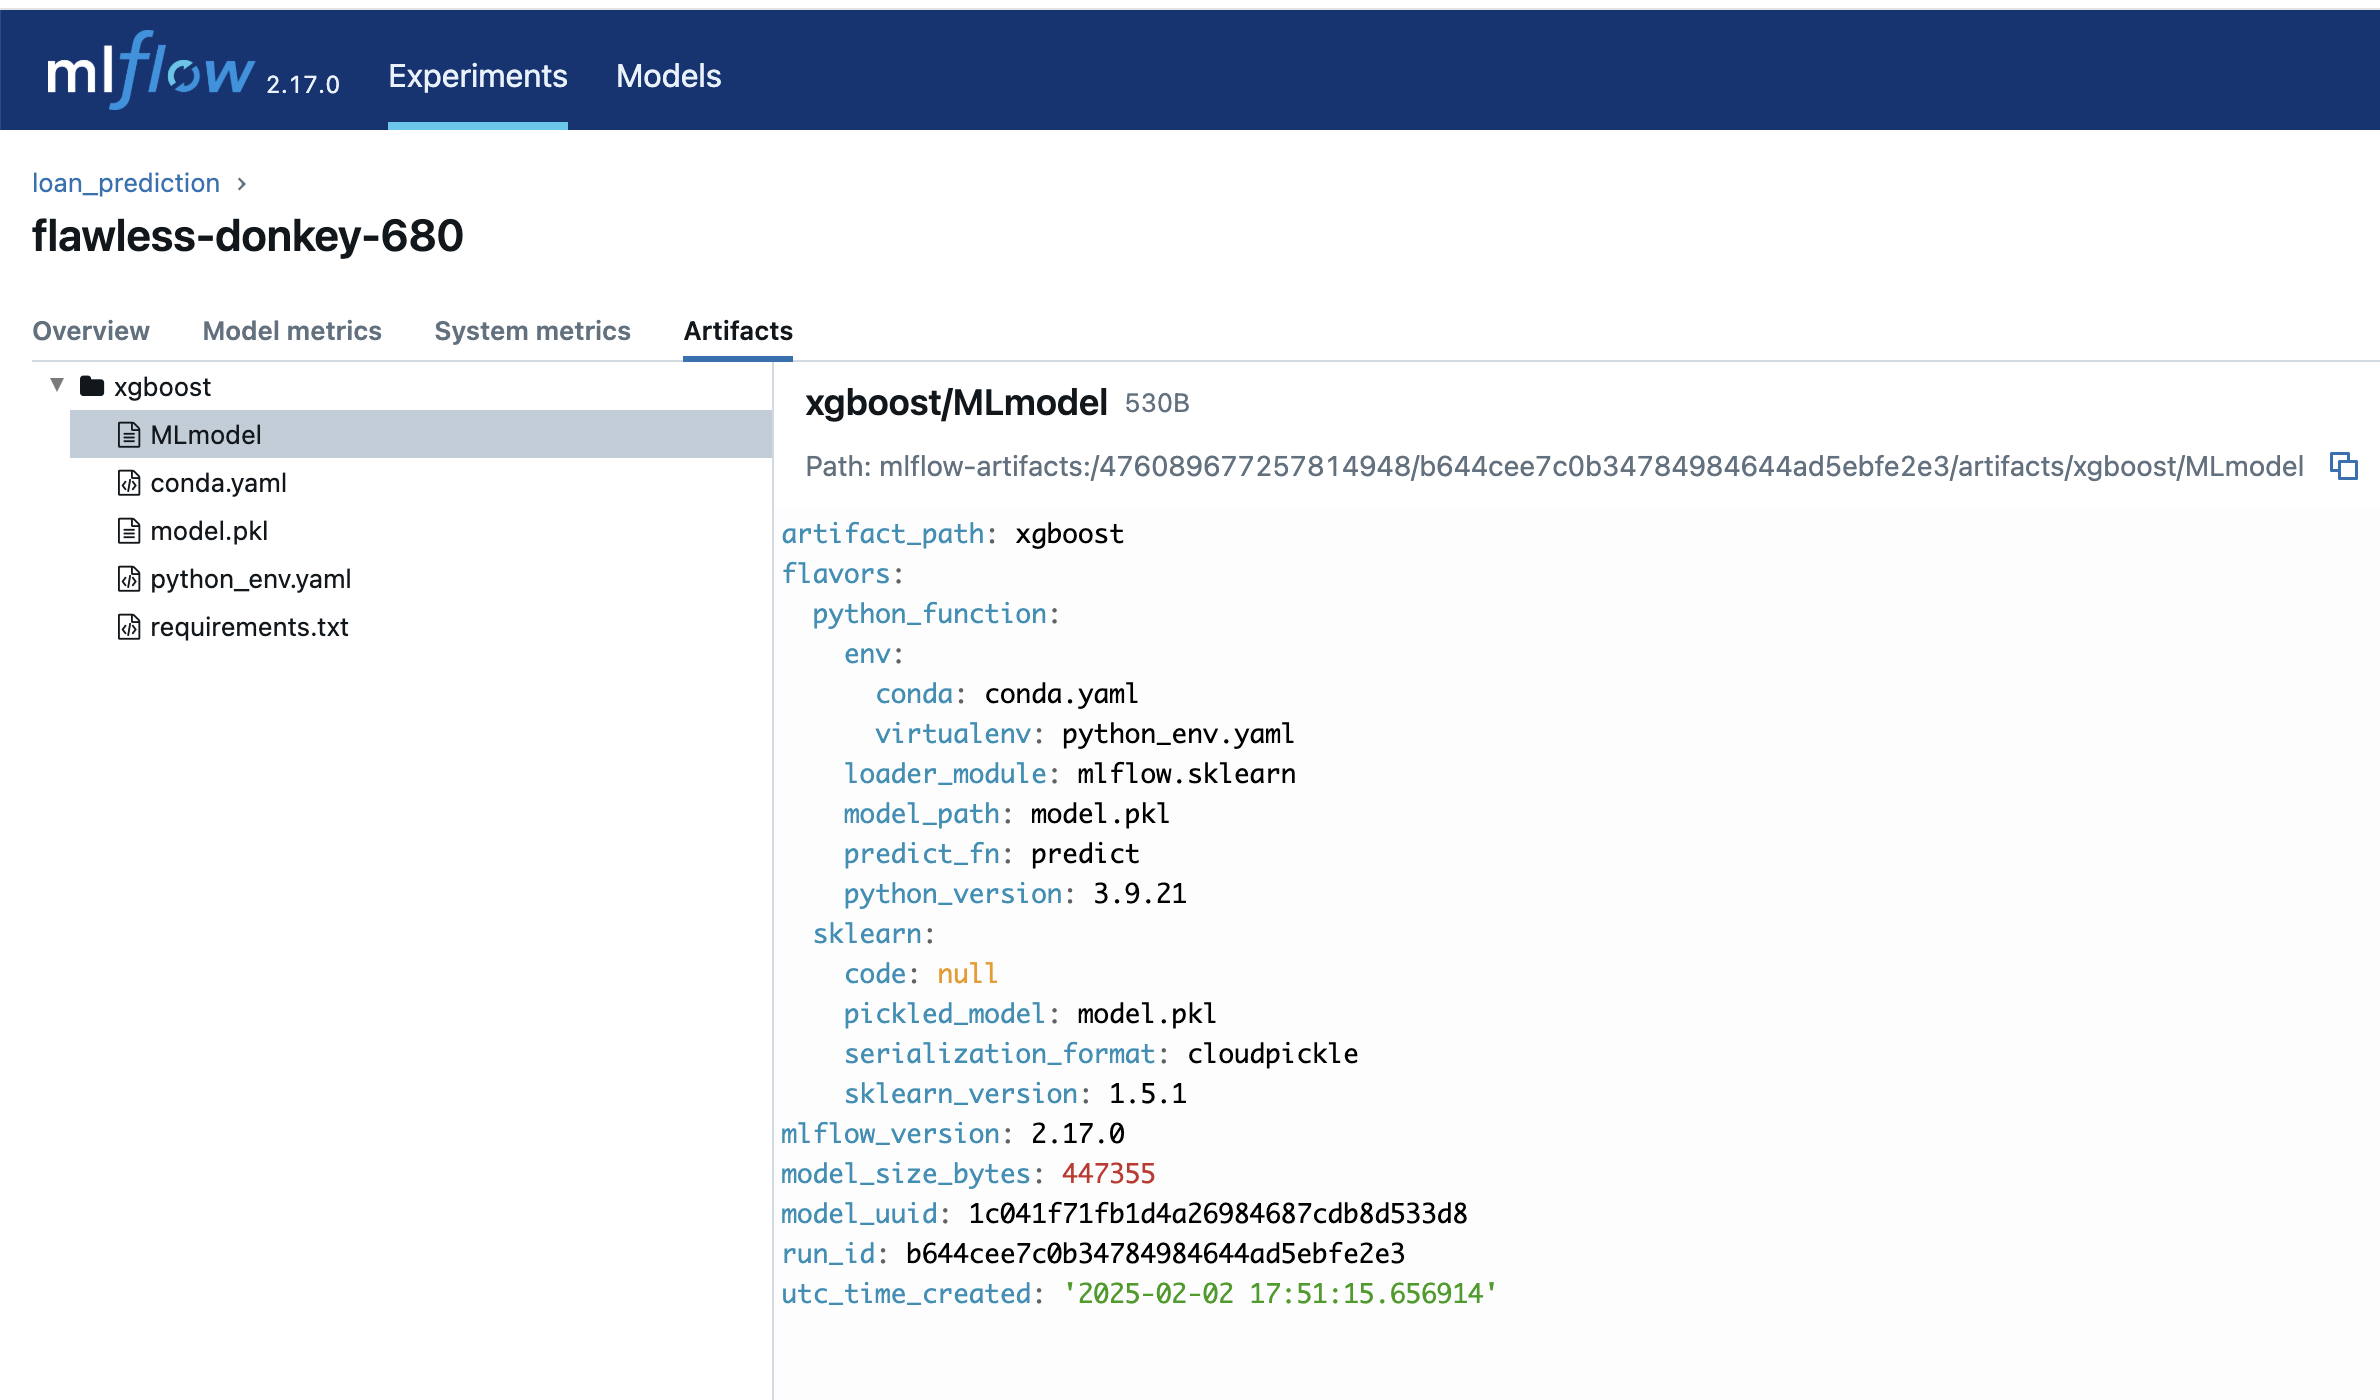 mlflow 2.17.0 Experiments Models
loan_prediction
flawless-donkey-680
Overview Model metrics System metrics Artifacts
xgboost
MLmodel
conda.yaml
model.pkl
python_env.yaml
requirements.txt
xgboost/MLmodel 530B
Path: mlflow-artifacts:/476089677257814948/b644cee7c0b34784984644ad5ebfe2e3/artifacts/xgboost/MLmodel
artifact_path: xgboost
flavors:
  python_function:
    env:
      conda: conda.yaml
      virtualenv: python_env.yaml
    loader_module: mlflow.sklearn
    model_path: model.pkl
    predict_fn: predict
    python_version: 3.9.21
  sklearn:
    code: null
    pickled_model: model.pkl
    serialization_format: cloudpickle
    sklearn_version: 1.5.1
mlflow_version: 2.17.0
model_size_bytes: 447355
model_uuid: 1c041f71fb1d4a26984687cdb8d533d8
run_id: b644cee7c0b34784984644ad5ebfe2e3
utc_time_created: '2025-02-02 17:51:15.656914'